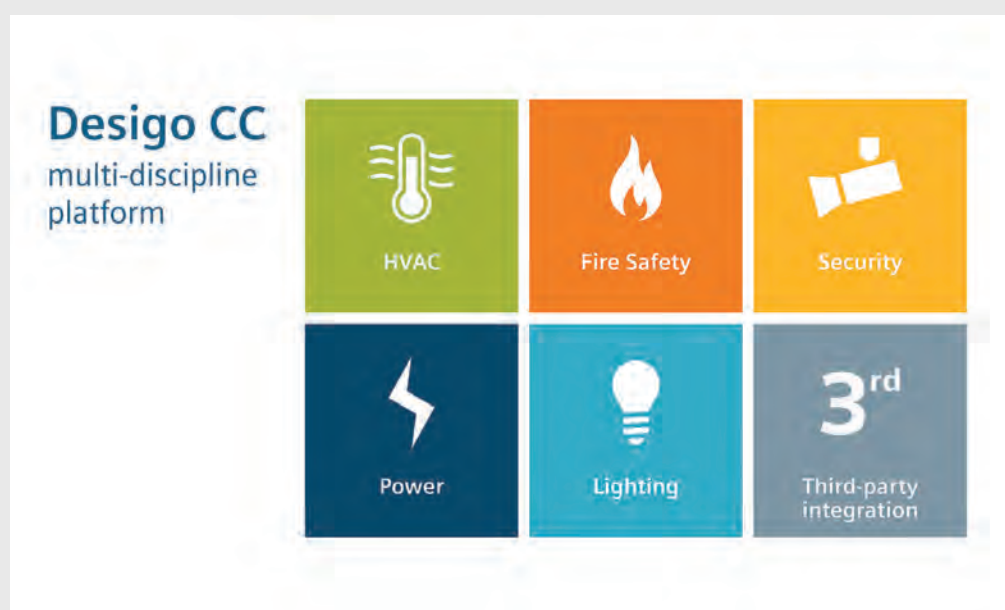 Desigo CC
multi-discipline
platform
HVAC
Fire Safety
Security
Power
Lighting
3rd
Third-party
integration